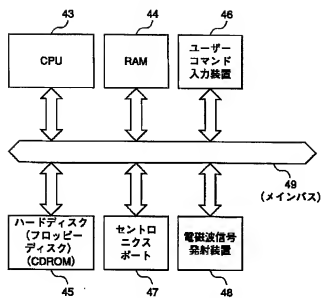 43
44
46
CPU
RAM
ユーザー
コマンド
入力装置
49
(メインバス)
ハードディスク
(フロッピー
ディスク)
(CDROM)
セントロ
ニクス
ポート
電磁波信号
発射装置
45
47
48